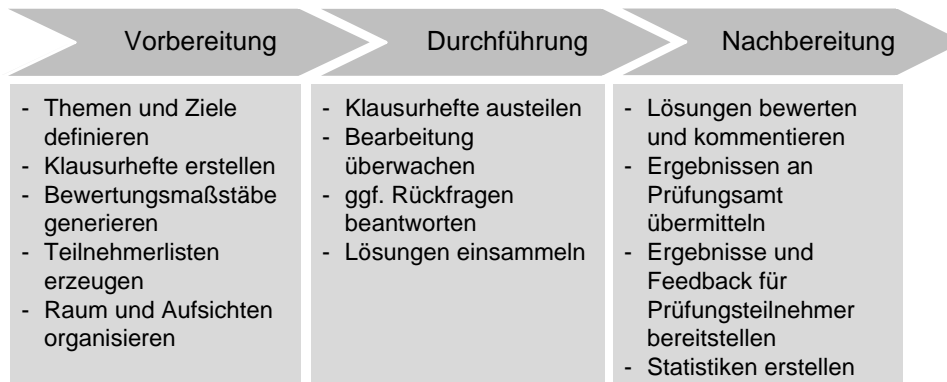 Vorbereitung
- Themen und Ziele
definieren
- Klausurhefte erstellen
- Bewertungsmaßstäbe
generieren
- Teilnehmerlisten
erzeugen
- Raum und Aufsichten
organisieren
Durchführung
- Klausurhefte austeilen
- Bearbeitung
überwachen
- ggf. Rückfragen
beantworten
- Lösungen einsammeln
Nachbereitung
- Lösungen bewerten
und kommentieren
- Ergebnissen an
Prüfungsamt
übermitteln
- Ergebnisse und
Feedback für
Prüfungsteilnehmer
bereitstellen
- Statistiken erstellen